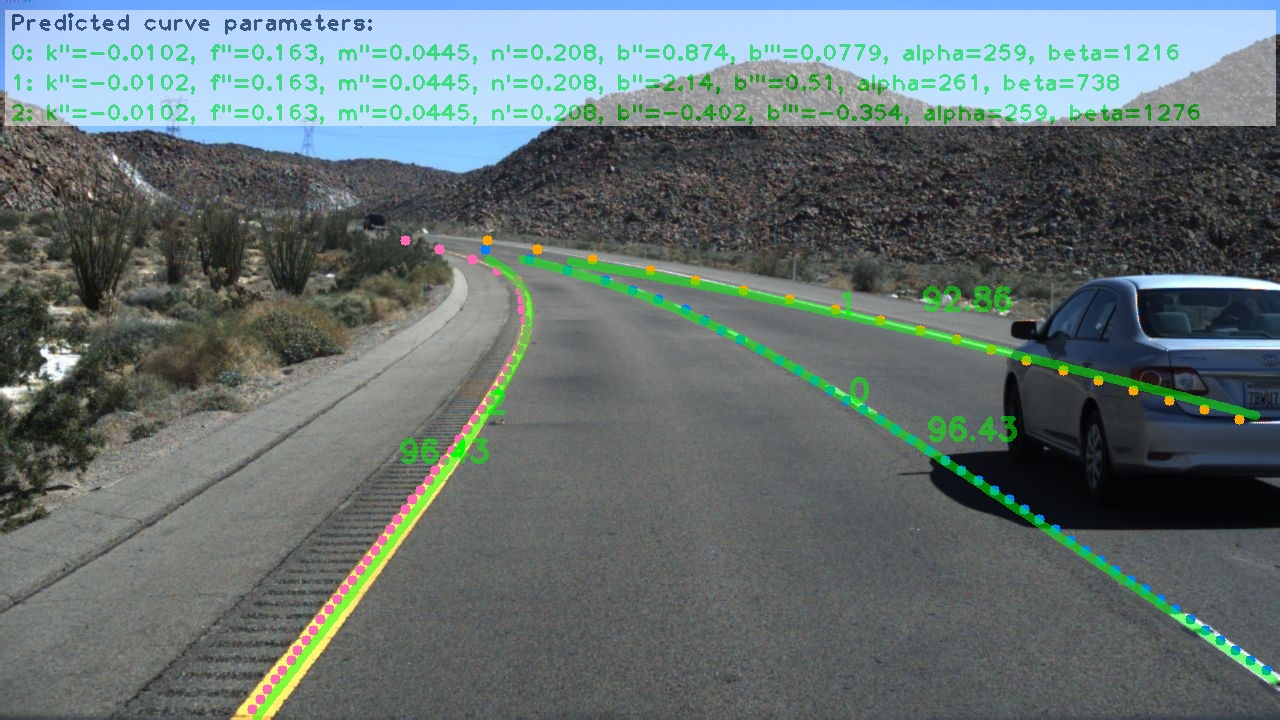 Predicted curve parameters:
0: k''=-0.0102, f''=0.163, m''=0.0445, n'=0.208, b''=0.874, b'''=0.0779, alpha=259, beta=1216
1: k''=-0.0102, f''=0.163, m''=0.0445, n'=0.208, b''=2.14, b'''=0.51, alpha=261, beta=738
2: k''=-0.0102, f''=0.163, m''=0.0445, n'=0.208, b''=-0.402, b'''=-0.354, alpha=259, beta=1276
1 92.86
0
96.43
2
96.43